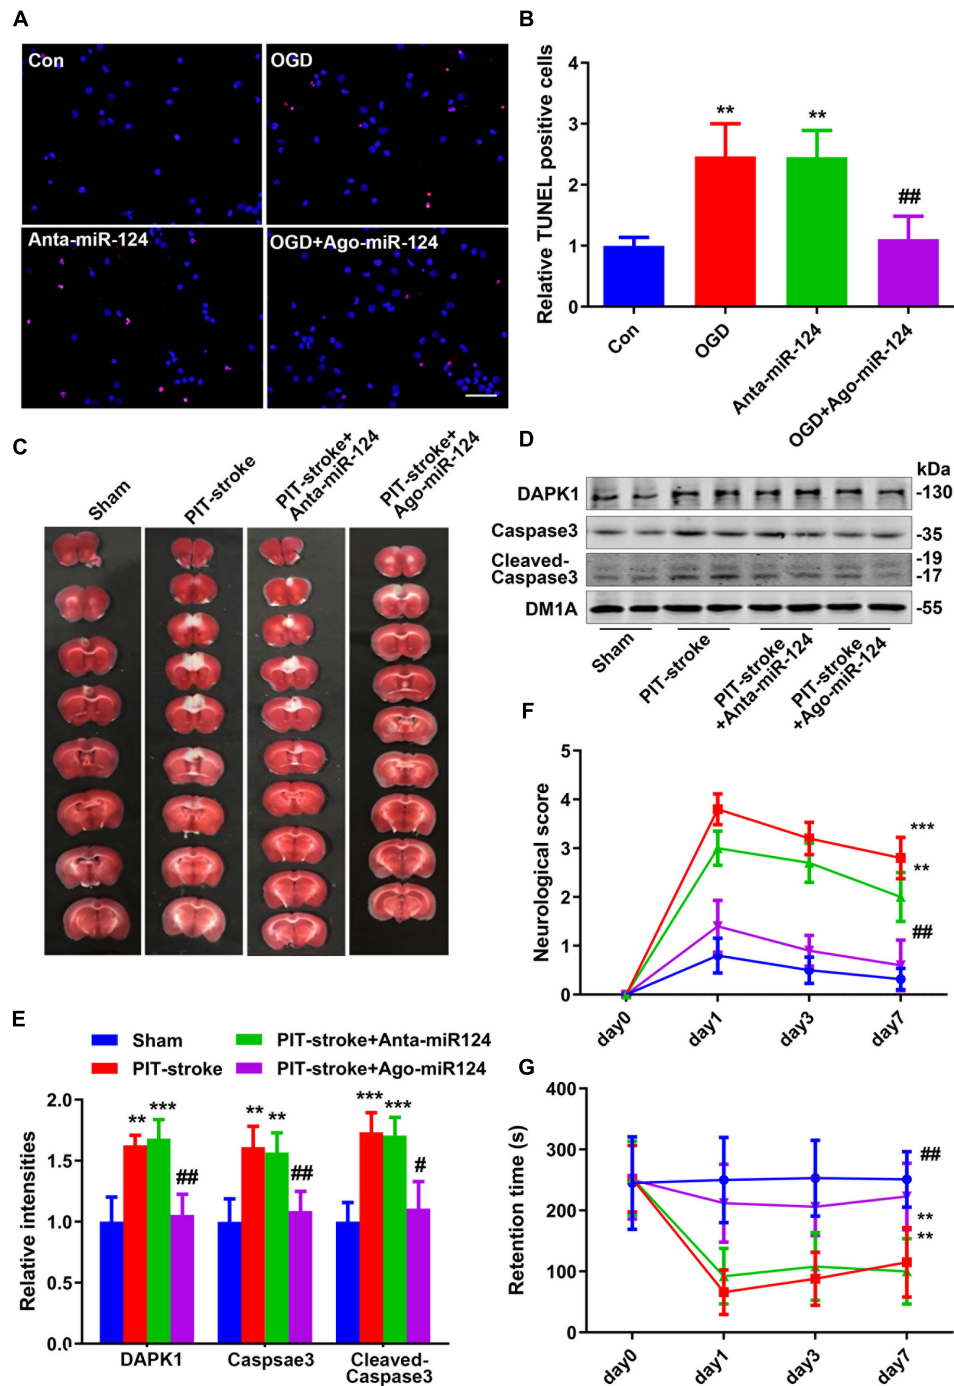 A
Con
OGD
Anta-miR-124
OGD+Ago-miR-124
B
Relative TUNEL positive cells
4
3
2
1
0
**
**
##
Con
OGD
Anta-miR-124
OGD+Ago-miR-124
C
Sham
PIT-stroke
PIT-stroke+
Anta-miR-124
PIT-stroke+
Ago-miR-124
D
kDa
DAPK1
-130
Caspase3
-35
Cleaved-
Caspase3
-19
-17
DM1A
-55
Sham
PIT-stroke
PIT-stroke
+Anta-miR-124
PIT-stroke
+Ago-miR-124
E
Sham
PIT-stroke
PIT-stroke+Anta-miR124
PIT-stroke+Ago-miR124
Relative intensities
2.0
1.5
1.0
0.5
0.0
**
***
##
**
**
##
***
***
#
DAPK1
Caspsae3
Cleaved-
Caspase3
F
Neurological score
5
4
3
2
1
0
***
**
##
day0
day1
day3
day7
G
Retention time (s)
400
300
200
100
0
##
**
**
day0
day1
day3
day7